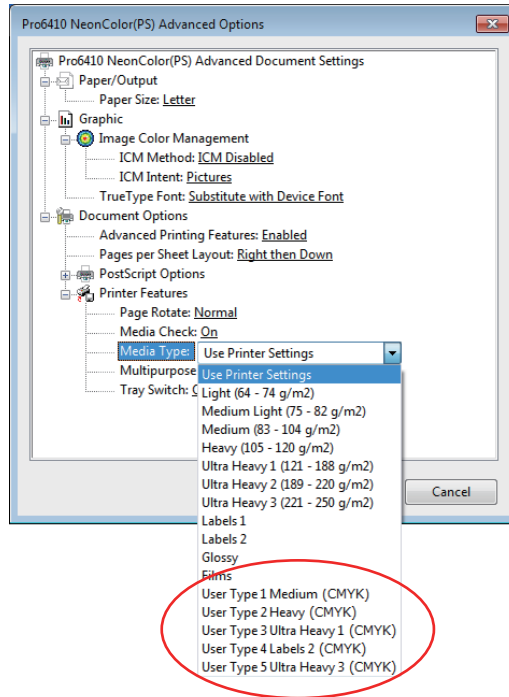 Pro6410 NeonColor(PS) Advanced Options
Pro6410 NeonColor(PS) Advanced Document Settings
Paper/Output
Paper Size: Letter
Graphic
Image Color Management
ICM Method: ICM Disabled
ICM Intent: Pictures
TrueType Font: Substitute with Device Font
Document Options
Advanced Printing Features: Enabled
Pages per Sheet Layout: Right then Down
PostScript Options
Printer Features
Page Rotate: Normal
Media Check: On
Media Type: Use Printer Settings
Multipurpose
Tray Switch:
Use Printer Settings
Light (64 - 74 g/m2)
Medium Light (75 - 82 g/m2)
Medium (83 - 104 g/m2)
Heavy (105 - 120 g/m2)
Ultra Heavy 1 (121 - 188 g/m2)
Ultra Heavy 2 (189 - 220 g/m2)
Ultra Heavy 3 (221 - 250 g/m2)
Labels 1
Labels 2
Glossy
Films
User Type 1 Medium (CMYK)
User Type 2 Heavy (CMYK)
User Type 3 Ultra Heavy 1 (CMYK)
User Type 4 Labels 2 (CMYK)
User Type 5 Ultra Heavy 3 (CMYK)
Cancel